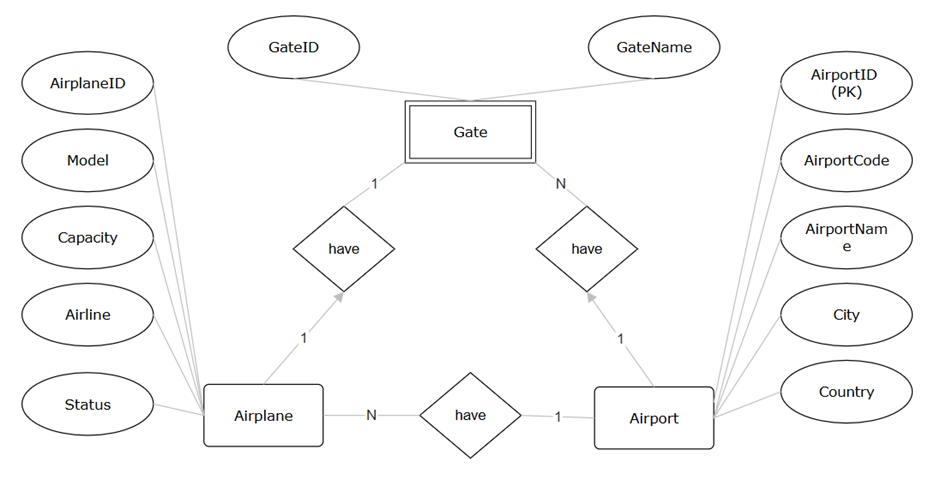 GateID
GateName
AirplaneID
AirportID
(PK)
Gate
Model
AirportCode
1
N
Capacity
have
have
AirportNam
e
Airline
City
1
1
Status
Country
Airplane
N
have
1
Airport